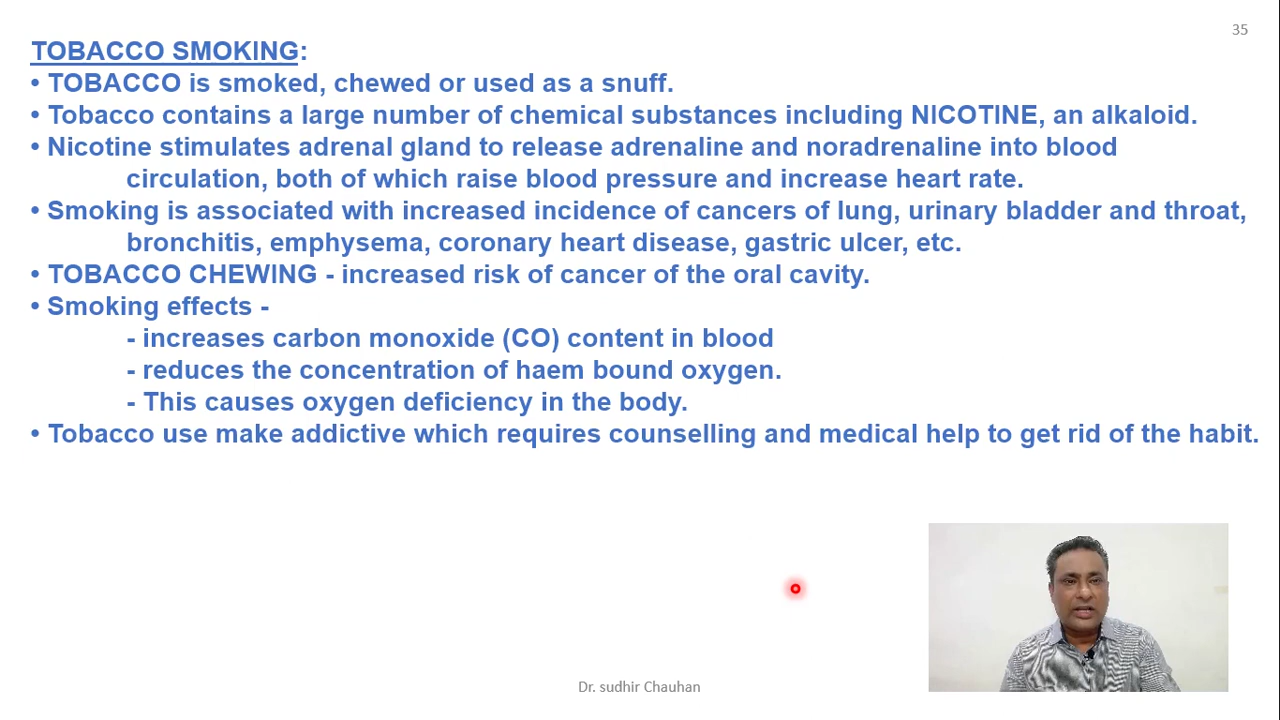 35
TOBACCO SMOKING:
• TOBACCO is smoked, chewed or used as a snuff.
• Tobacco contains a large number of chemical substances including NICOTINE, an alkaloid.
• Nicotine stimulates adrenal gland to release adrenaline and noradrenaline into blood
circulation, both of which raise blood pressure and increase heart rate.
• Smoking is associated with increased incidence of cancers of lung, urinary bladder and throat,
bronchitis, emphysema, coronary heart disease, gastric ulcer, etc.
• TOBACCO CHEWING - increased risk of cancer of the oral cavity.
• Smoking effects -
- increases carbon monoxide (CO) content in blood
- reduces the concentration of haem bound oxygen.
- This causes oxygen deficiency in the body.
• Tobacco use make addictive which requires counselling and medical help to get rid of the habit.
Dr. sudhir Chauhan